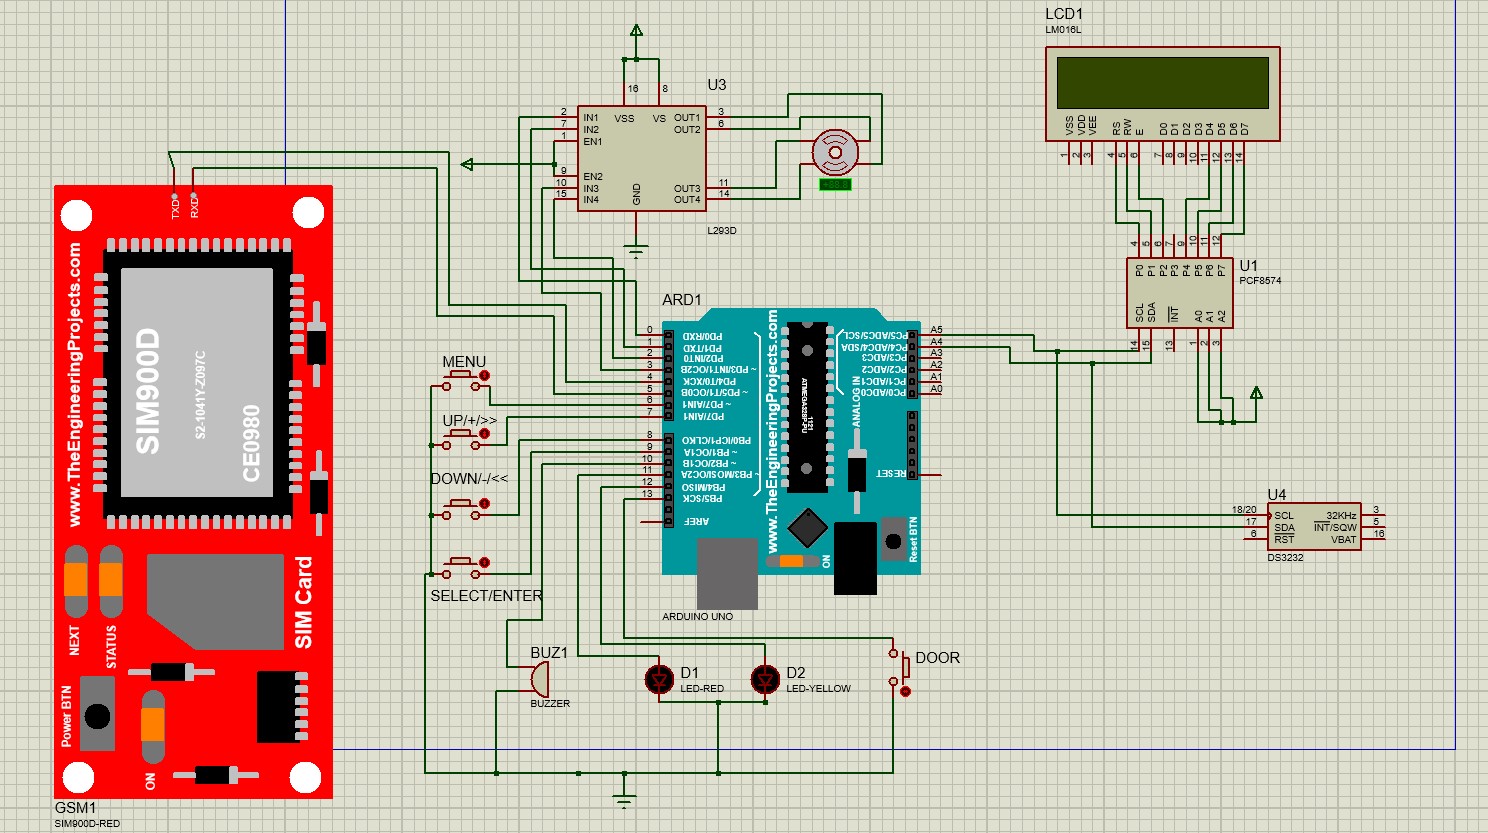 LCD1
LM016L
VSS VDD VEE RS RW E D0 D1 D2 D3 D4 D5 D6 D7
1 2 3 4 5 6 7 8 9 10 11 12 13 14
U3
16 8
VSS VS
2 IN1 OUT1 3
7 IN2 OUT2 6
1 EN1
9 EN2
10 IN3 OUT3 11
15 IN4 OUT4 14
GND
L293D
+88.8
TXD RXD
www.TheEngineeringProjects.com
SIM900D
S2-1041Y-Z097C
CE0980
SIM Card
NEXT
STATUS
Power BTN
ON
GSM1
SIM900D-RED
4 5 6 7 9 10 11 12
P0 P1 P2 P3 P4 P5 P6 P7
U1
PCF8574
SCL SDA INT A0 A1 A2
14 15 13 1 2 3
ARD1
0 PD0/RXD
1 PD1/TXD
2 PD2/INT0
3 ~ PD3/INT1/OC2B
4 PD4/T0/XCK
5 ~ PD5/T1/OC0B
6 ~ PD7/AIN1
7 PD7/AIN1
8 PB0/ICP1/CLKO
9 ~ PB1/OC1A
10 ~ PB2/OC1B
11 ~ PB3/MOSI/OC2A
12 PB4/MISO
13 PB5/SCK
AREF
www.TheEngineeringProjects.com
ATMEGA328P-PU
1121
ANALOG IN
PC5/ADC5/SCL A5
PC4/ADC4/SDA A4
PC3/ADC3 A3
PC2/ADC2 A2
PC1/ADC1 A1
PC0/ADC0 A0
RESET
Reset BTN
ON
ARDUINO UNO
MENU
UP/+/>>
DOWN/-/<<
SELECT/ENTER
U4
18/20 SCL 32KHz 3
17 SDA INT/SQW 5
6 RST VBAT 16
DS3232
BUZ1
BUZZER
D1
LED-RED
D2
LED-YELLOW
DOOR